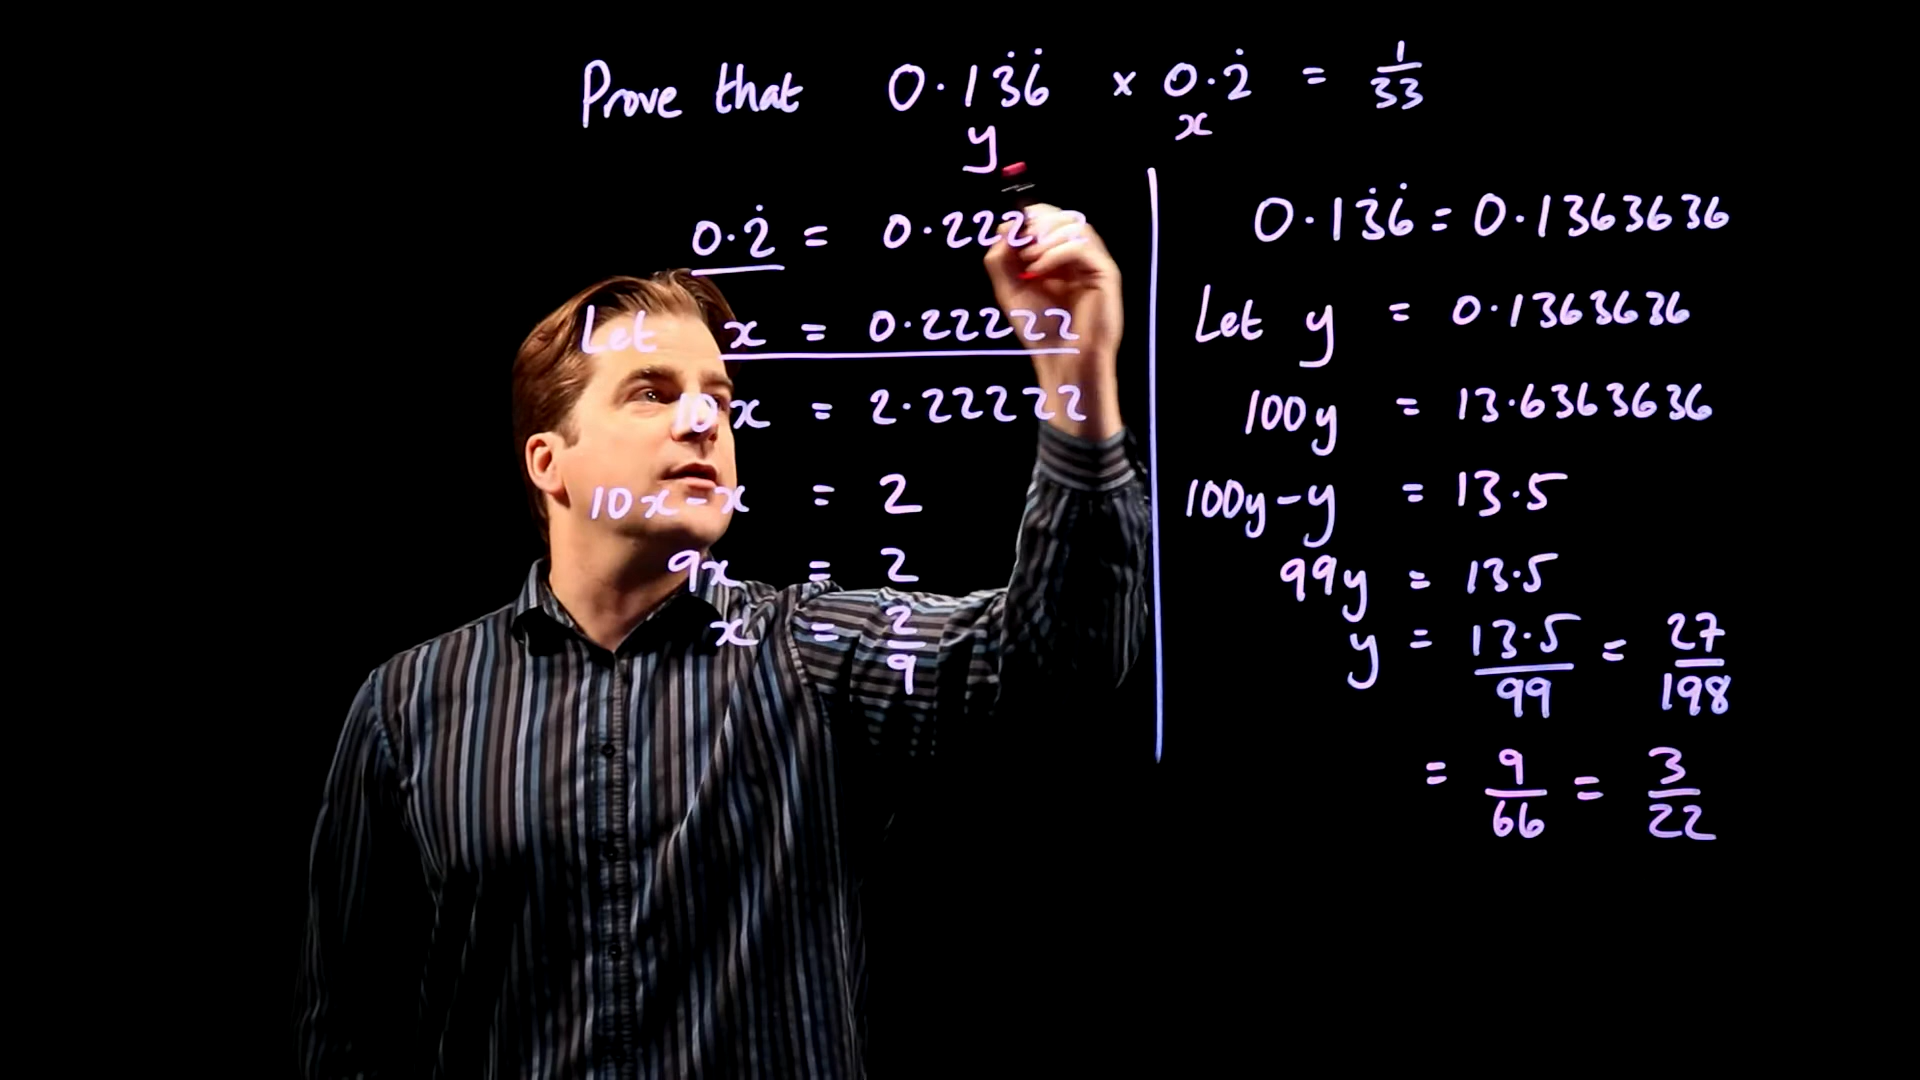 Prove that 0·13̇6̇ × 0·2̇ = 1/33
y x
0·2̇ = 0·22222
Let x = 0·22222
10x = 2·22222
10x - x = 2
9x = 2
x = 2/9
0·13̇6̇ = 0·1363636
Let y = 0·1363636
100y = 13·6363636
100y - y = 13·5
99y = 13·5
y = 13·5/99 = 27/198
= 9/66 = 3/22